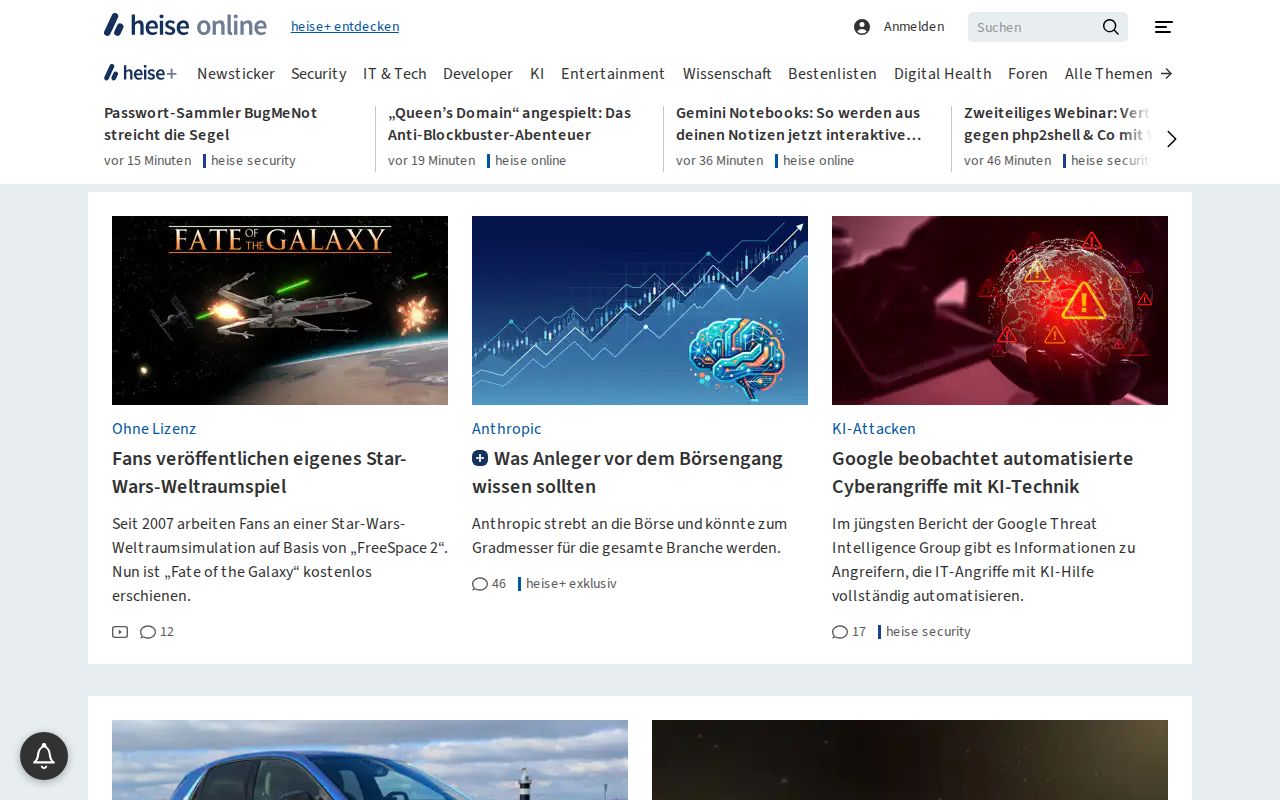 heise online
heise+ entdecken
Anmelden
Suchen
heise+
Newsticker
Security
IT & Tech
Developer
KI
Entertainment
Wissenschaft
Bestenlisten
Digital Health
Foren
Alle Themen
Passwort-Sammler BugMeNot
streicht die Segel
vor 15 Minuten
heise security
„Queen’s Domain“ angespielt: Das
Anti-Blockbuster-Abenteuer
vor 19 Minuten
heise online
Gemini Notebooks: So werden aus
deinen Notizen jetzt interaktive…
vor 36 Minuten
heise online
Zweiteiliges Webinar: Vert
gegen php2shell & Co mit
vor 46 Minuten
heise securit
FATE OF THE GALAXY
Ohne Lizenz
Fans veröffentlichen eigenes Star-
Wars-Weltraumspiel
Seit 2007 arbeiten Fans an einer Star-Wars-
Weltraumsimulation auf Basis von „FreeSpace 2“.
Nun ist „Fate of the Galaxy“ kostenlos
erschienen.
12
Anthropic
Was Anleger vor dem Börsengang
wissen sollten
Anthropic strebt an die Börse und könnte zum
Gradmesser für die gesamte Branche werden.
46
heise+ exklusiv
KI-Attacken
Google beobachtet automatisierte
Cyberangriffe mit KI-Technik
Im jüngsten Bericht der Google Threat
Intelligence Group gibt es Informationen zu
Angreifern, die IT-Angriffe mit KI-Hilfe
vollständig automatisieren.
17
heise security